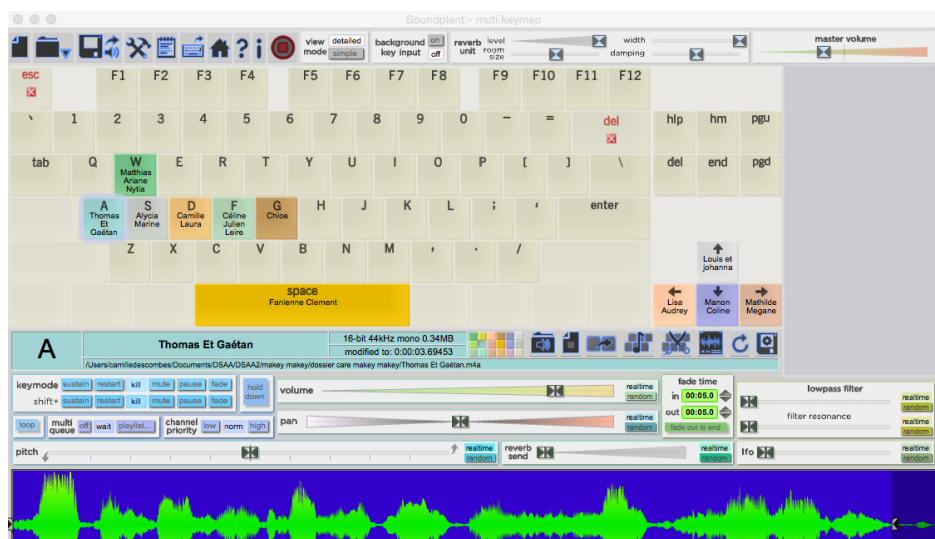 Soundplant - muti.keymap
view mode detailed simple
background key input on off
reverb unit level room size width damping
master volume
esc F1 F2 F3 F4 F5 F6 F7 F8 F9 F10 F11 F12
` 1 2 3 4 5 6 7 8 9 0 - = del hlp hm pgu
tab Q W E R T Y U I O P [ ] \ del end pgd
Matthias
Ariane
Nytia
A S D F G H J K L ; ' enter
Thomas Et Gaétan
Alycia Marine
Camille Laura
Céline Julien Leire
Chloe
Z X C V B N M , . /
Louis et johanna
space
Fanienne Clement
Lisa Audrey
Manon Coline
Mathilde Megane
A
Thomas Et Gaétan
16-bit 44kHz mono 0.34MB
modified to: 0:00:03.69453
/Users/camilledescombes/Documents/DSAA/DSAA2/makey makey/dossier care makey makey/Thomas Et Gaétan.m4a
keymode sustain restart kill mute pause fade
shift+ sustain restart kill mute pause fade
hold down
loop multi queue off wait playlist... channel priority low norm high
volume realtime random
pan realtime random
fade time
in 00:05.0
out 00:05.0
fade out to end
lowpass filter realtime random
filter resonance realtime random
pitch realtime random
reverb send realtime random
lfo realtime random